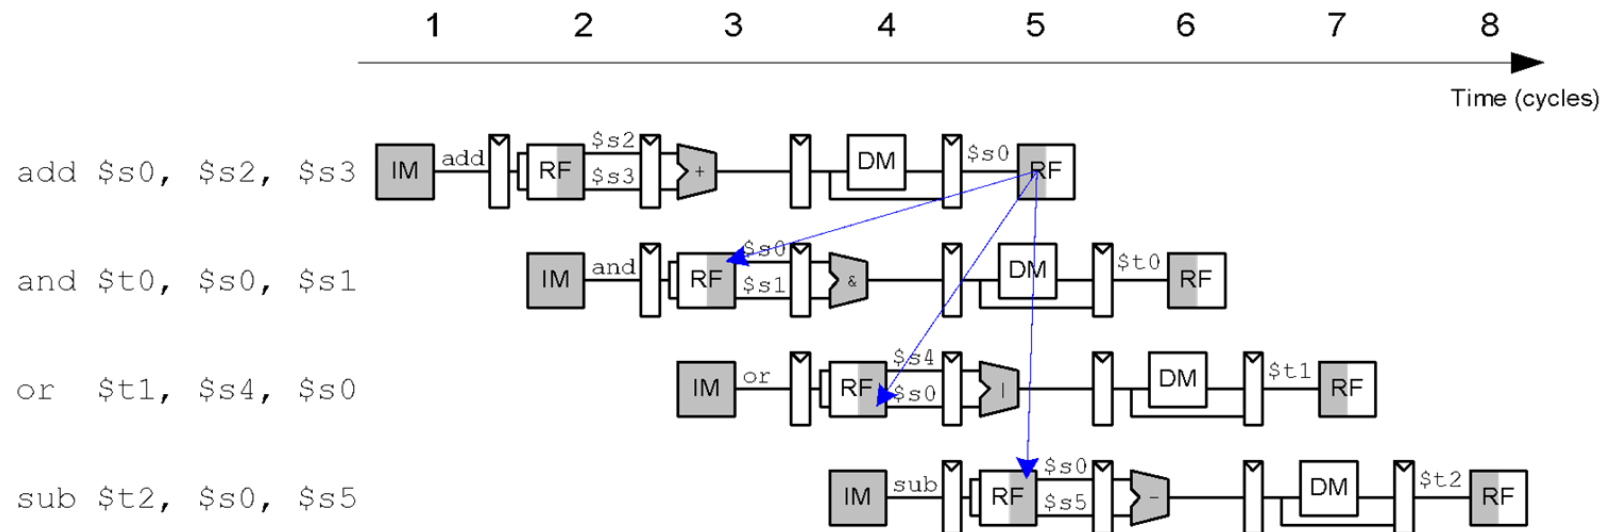 1 2 3 4 5 6 7 8
Time (cycles)
add $s0, $s2, $s3 IM add RF $s2 $s3 + DM $s0 RF
and $t0, $s0, $s1 IM and RF $s0 $s1 & DM $t0 RF
or $t1, $s4, $s0 IM or RF $s4 $s0 | DM $t1 RF
sub $t2, $s0, $s5 IM sub RF $s0 $s5 - DM $t2 RF